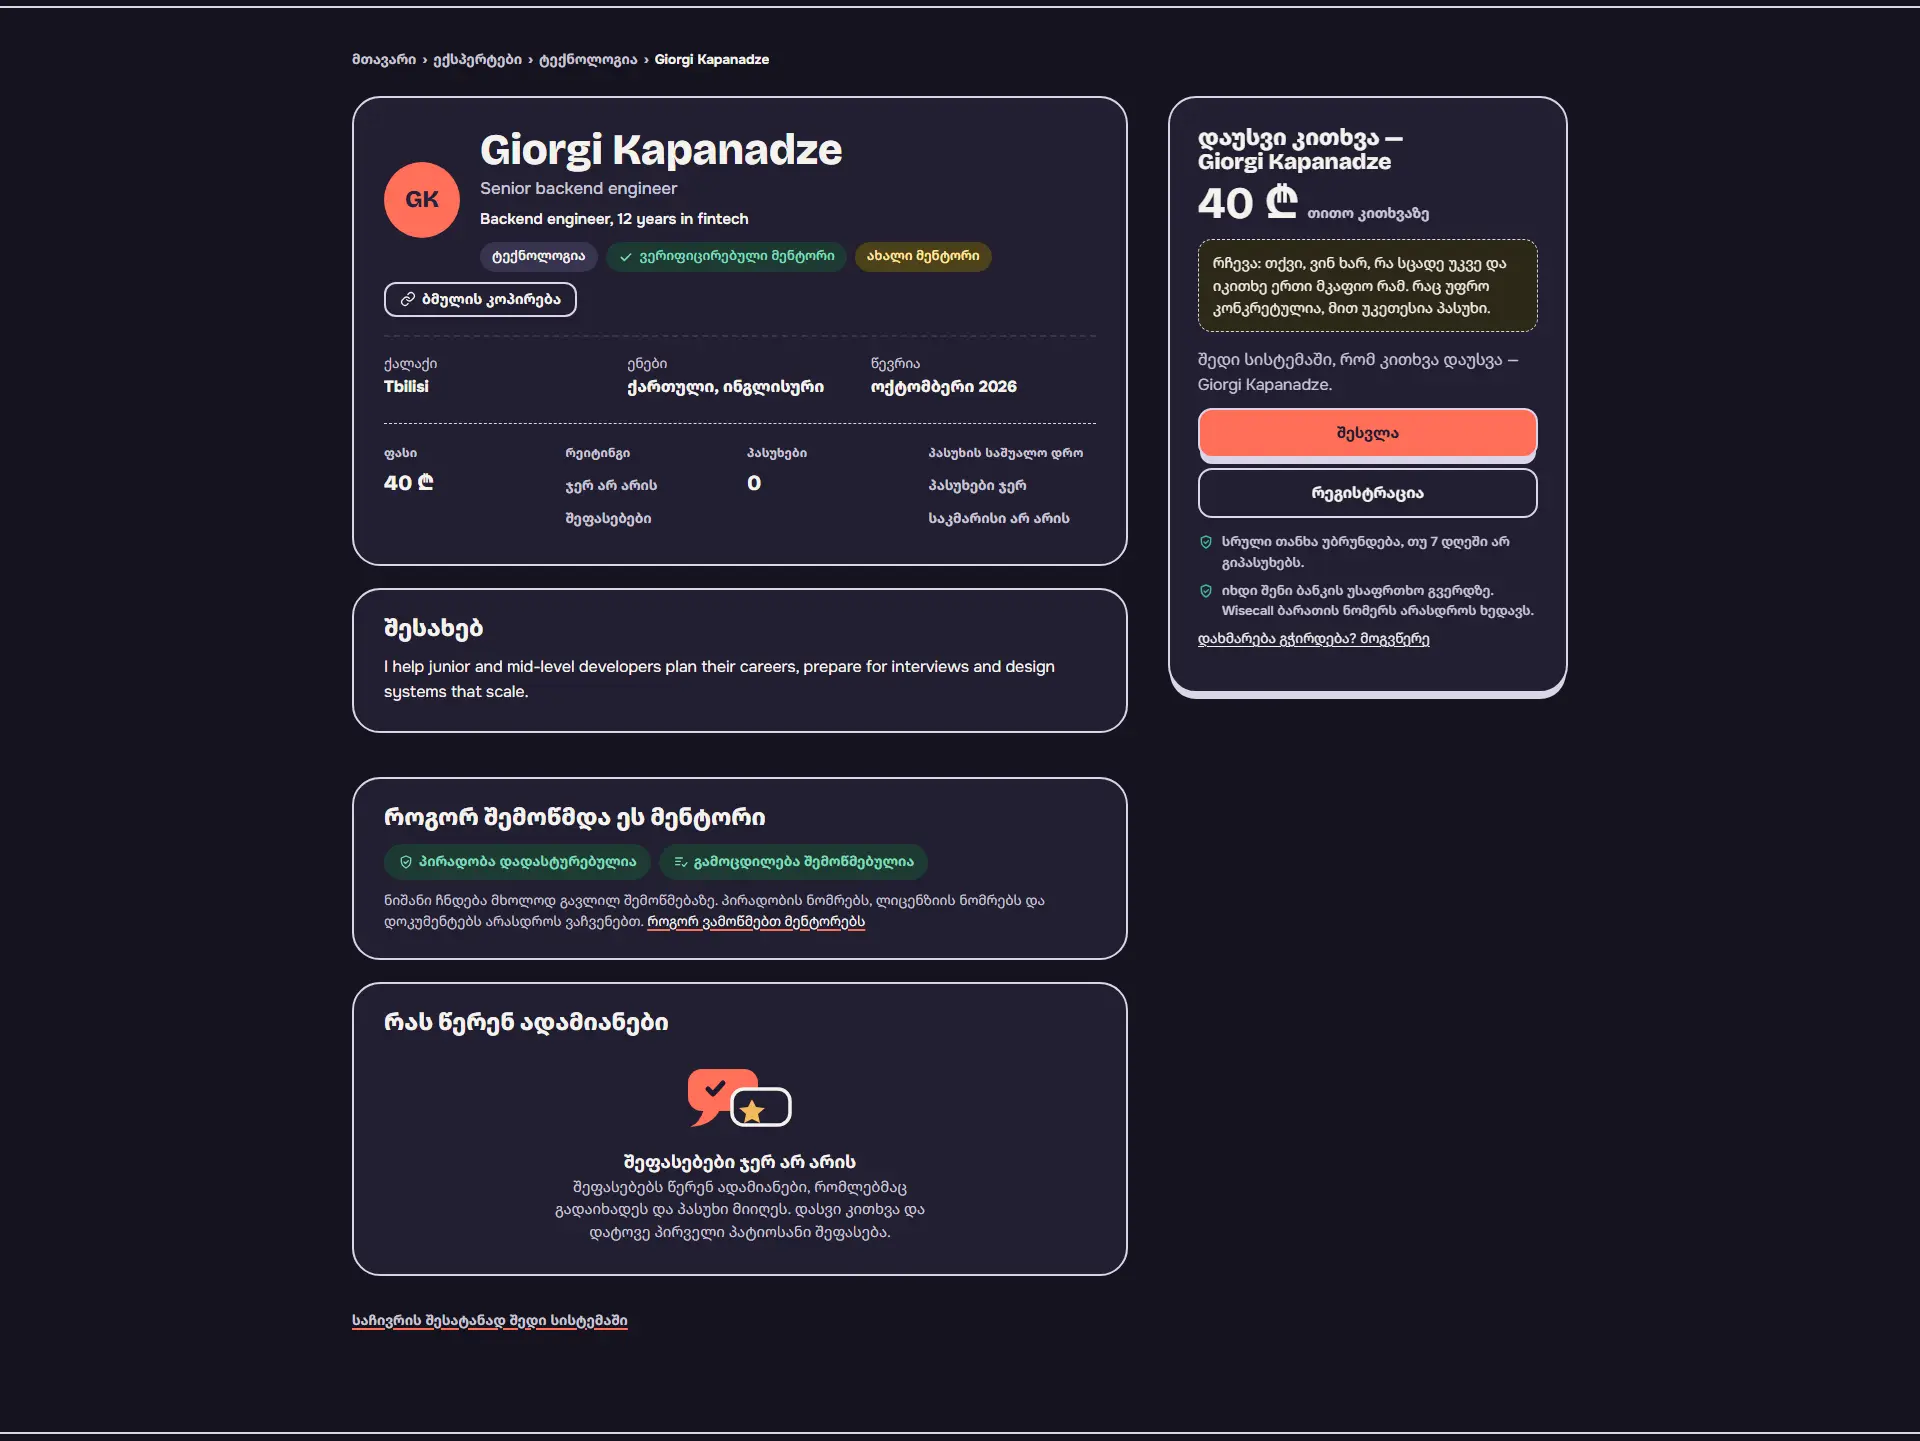 მთავარი › ექსპერტები › ტექნოლოგია › Giorgi Kapanadze
GK
Giorgi Kapanadze
Senior backend engineer
Backend engineer, 12 years in fintech
ტექნოლოგია
ვერიფიცირებული მენტორი
ახალი მენტორი
ბმულის კოპირება
ქალაქი
Tbilisi
ენები
ქართული, ინგლისური
წევრია
ოქტომბერი 2026
ფასი
40 ₾
რეიტინგი
ჯერ არ არის
შეფასებები
პასუხები
0
პასუხის საშუალო დრო
პასუხები ჯერ
საკმარისი არ არის
შესახებ
I help junior and mid-level developers plan their careers, prepare for interviews and design
systems that scale.
როგორ შემოწმდა ეს მენტორი
პირადობა დადასტურებულია
გამოცდილება შემოწმებულია
ნიშანი ჩნდება მხოლოდ გავლილ შემოწმებაზე. პირადობის ნომრებს, ლიცენზიის ნომრებს და
დოკუმენტებს არასდროს ვაჩვენებთ. როგორ ვამოწმებთ მენტორებს
რას წერენ ადამიანები
შეფასებები ჯერ არ არის
შეფასებებს წერენ ადამიანები, რომლებმაც
გადაიხადეს და პასუხი მიიღეს. დასვი კითხვა და
დატოვე პირველი პატიოსანი შეფასება.
საჩივრის შესატანად შედი სისტემაში
დაუსვი კითხვა —
Giorgi Kapanadze
40 ₾ თითო კითხვაზე
რჩევა: თქვი, ვინ ხარ, რა სცადე უკვე და
იკითხე ერთი მკაფიო რამ. რაც უფრო
კონკრეტულია, მით უკეთესია პასუხი.
შედი სისტემაში, რომ კითხვა დაუსვა —
Giorgi Kapanadze.
შესვლა
რეგისტრაცია
სრული თანხა უბრუნდება, თუ 7 დღეში არ
გიპასუხებს.
იხდი შენი ბანკის უსაფრთხო გვერდზე.
Wisecall ბარათის ნომერს არასდროს ხედავს.
დახმარება გჭირდება? მოგვწერე